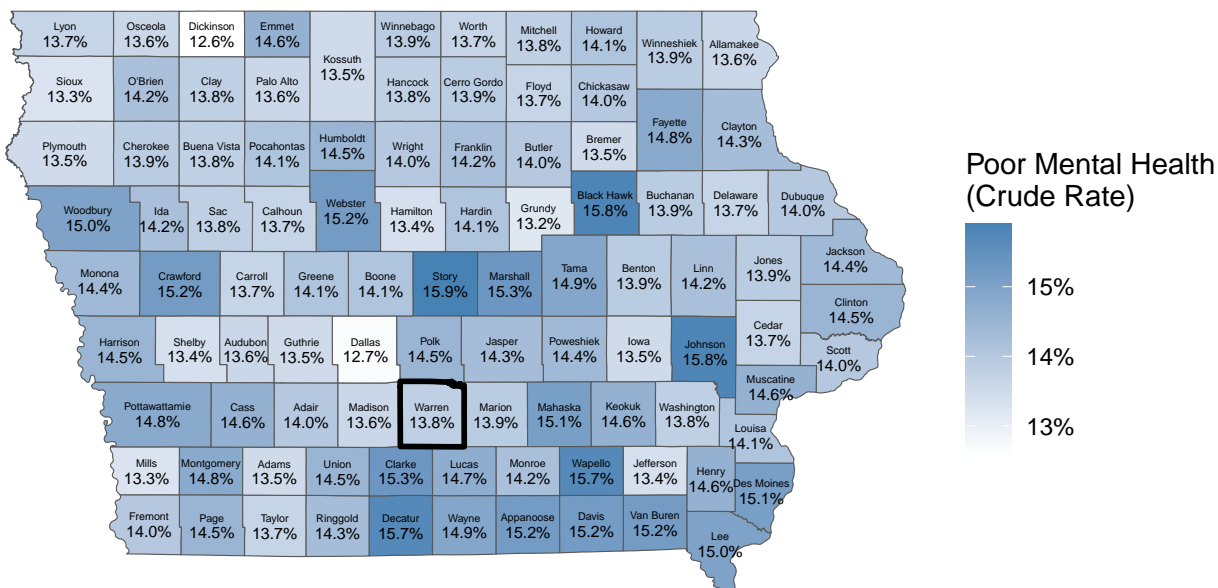 Lyon
13.7%
Osceola
13.6%
Dickinson
12.6%
Emmet
14.6%
Kossuth
13.5%
Winnebago
13.9%
Worth
13.7%
Mitchell
13.8%
Howard
14.1%
Winneshiek
13.9%
Allamakee
13.6%
Sioux
13.3%
O'Brien
14.2%
Clay
13.8%
Palo Alto
13.6%
Hancock
13.8%
Cerro Gordo
13.9%
Floyd
13.7%
Chickasaw
14.0%
Fayette
14.8%
Clayton
14.3%
Plymouth
13.5%
Cherokee
13.9%
Buena Vista
13.8%
Pocahontas
14.1%
Humboldt
14.5%
Wright
14.0%
Franklin
14.2%
Butler
14.0%
Bremer
13.5%
Woodbury
15.0%
Ida
14.2%
Sac
13.8%
Calhoun
13.7%
Webster
15.2%
Hamilton
13.4%
Hardin
14.1%
Grundy
13.2%
Black Hawk
15.8%
Buchanan
13.9%
Delaware
13.7%
Dubuque
14.0%
Monona
14.4%
Crawford
15.2%
Carroll
13.7%
Greene
14.1%
Boone
14.1%
Story
15.9%
Marshall
15.3%
Tama
14.9%
Benton
13.9%
Linn
14.2%
Jones
13.9%
Jackson
14.4%
Clinton
14.5%
Harrison
14.5%
Shelby
13.4%
Audubon
13.6%
Guthrie
13.5%
Dallas
12.7%
Polk
14.5%
Jasper
14.3%
Poweshiek
14.4%
Iowa
13.5%
Johnson
15.8%
Cedar
13.7%
Scott
14.0%
Muscatine
14.6%
Pottawattamie
14.8%
Cass
14.6%
Adair
14.0%
Madison
13.6%
Warren
13.8%
Marion
13.9%
Mahaska
15.1%
Keokuk
14.6%
Washington
13.8%
Louisa
14.1%
Mills
13.3%
Montgomery
14.8%
Adams
13.5%
Union
14.5%
Clarke
15.3%
Lucas
14.7%
Monroe
14.2%
Wapello
15.7%
Jefferson
13.4%
Henry
14.6%
Des Moines
15.1%
Fremont
14.0%
Page
14.5%
Taylor
13.7%
Ringgold
14.3%
Decatur
15.7%
Wayne
14.9%
Appanoose
15.2%
Davis
15.2%
Van Buren
15.2%
Lee
15.0%
Poor Mental Health
(Crude Rate)
15%
14%
13%